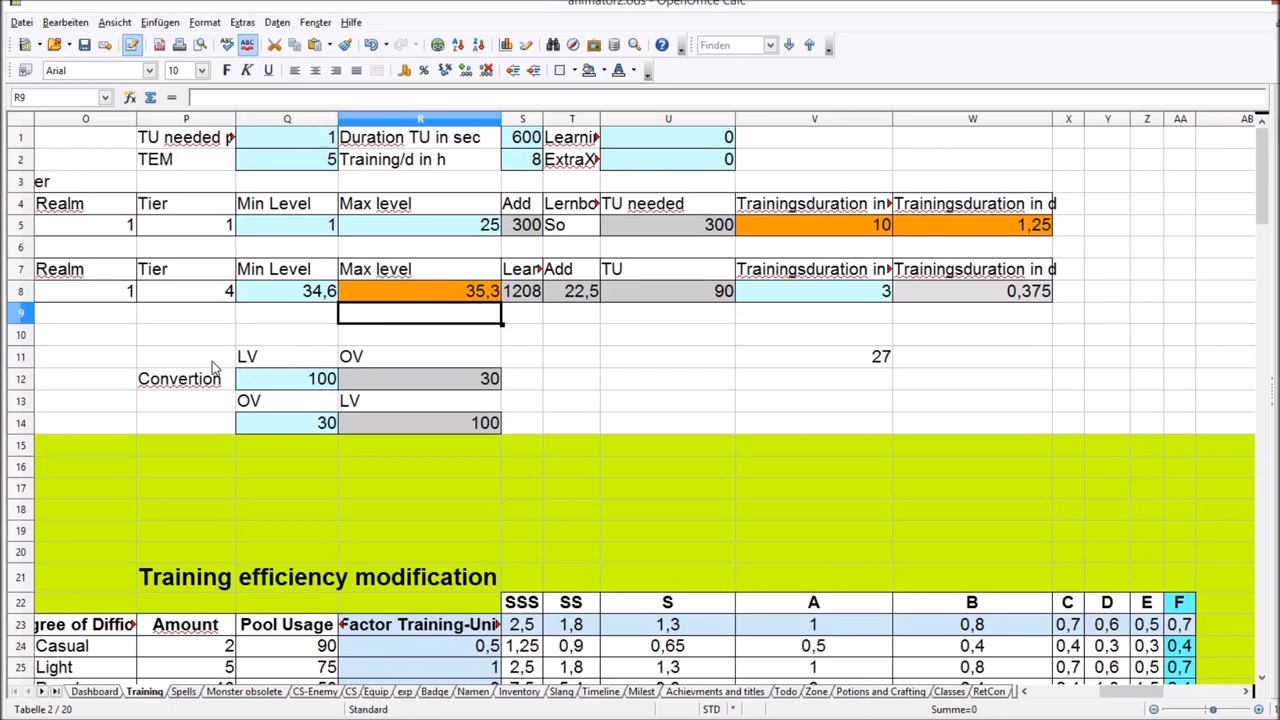 animator2.ods - OpenOffice Calc
Datei Bearbeiten Ansicht Einfügen Format Extras Daten Fenster Hilfe
Finden
Arial 10 F K U
R9
O P Q R S T U V W X Y Z AA AB
1 TU needed p 1 Duration TU in sec 600 Learni 0
2 TEM 5 Training/d in h 8 ExtraX 0
3 er
4 Realm Tier Min Level Max level Add Lernbo TU needed Trainingsduration in Trainingsduration in d
5 1 1 1 25 300 So 300 10 1,25
6
7 Realm Tier Min Level Max level Lear Add TU Trainingsduration in Trainingsduration in d
8 1 4 34,6 35,3 1208 22,5 90 3 0,375
9
10
11 LV OV 27
12 Convertion 100 30
13 OV LV
14 30 100
15
16
17
18
19
20
21 Training efficiency modification
22 SSS SS S A B C D E F
23 gree of Diffic Amount Pool Usage Factor Training-Uni 2,5 1,8 1,3 1 0,8 0,7 0,6 0,5 0,7
24 Casual 2 90 0,5 1,25 0,9 0,65 0,5 0,4 0,4 0,3 0,3 0,4
25 Light 5 75 1 2,5 1,8 1,3 1 0,8 0,7 0,6 0,5 0,7
Dashboard Training Spells Monster obsolete CS-Enemy CS Equip exp Badge Namen Inventory Slang Timeline Milest Achievments and titles Todo Zone Potions and Crafting Classes RetCon
Tabelle 2 / 20 Standard STD * Summe=0